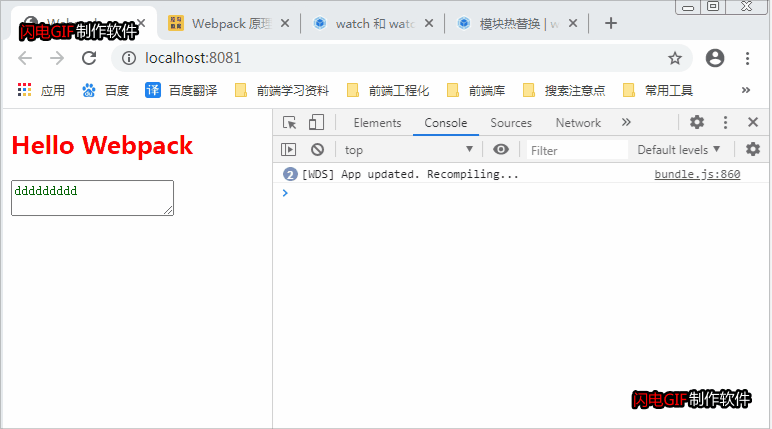 闪电GIF制作软件
Webpack 原理
watch 和 watc
模块热替换 | w
localhost:8081
应用
百度
译 百度翻译
前端学习资料
前端工程化
前端库
搜索注意点
常用工具
»
Hello Webpack
ddddddddd
Elements
Console
Sources
Network
»
top
Filter
Default levels
2 [WDS] App updated. Recompiling...
bundle.js:860
闪电GIF制作软件